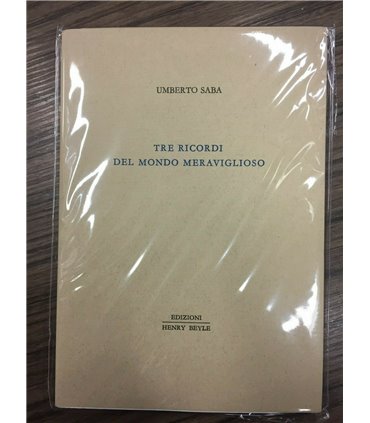 UMBERTO SABA
TRE RICORDI
DEL MONDO MERAVIGLIOSO
EDIZIONI
HENRY BEYLE